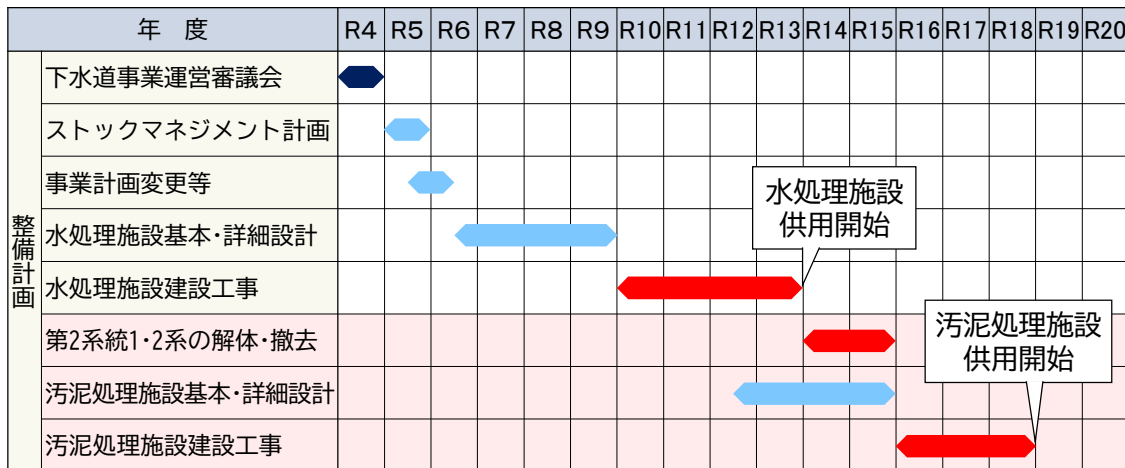 年 度 R4 R5 R6 R7 R8 R9 R10 R11 R12 R13 R14 R15 R16 R17 R18 R19 R20
整備計画
下水道事業運営審議会
ストックマネジメント計画
事業計画変更等
水処理施設
供用開始
水処理施設基本・詳細設計
水処理施設建設工事
第2系統1・2系の解体・撤去
汚泥処理施設
供用開始
汚泥処理施設基本・詳細設計
汚泥処理施設建設工事